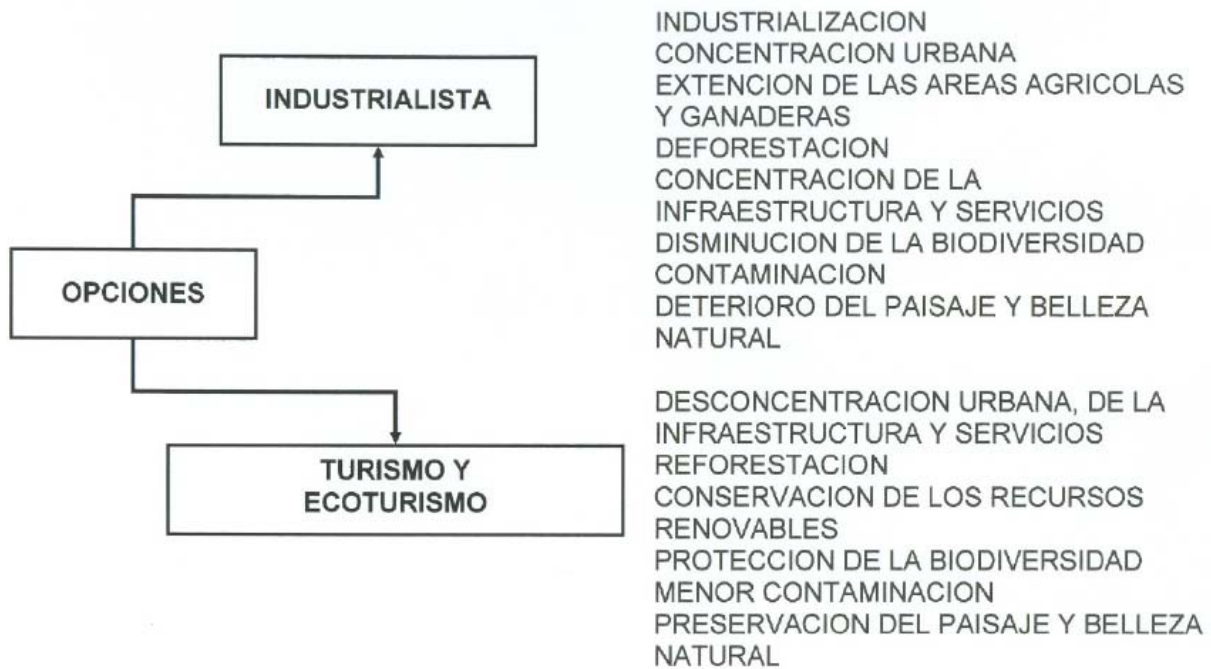 INDUSTRIALISTA
INDUSTRIALIZACION
CONCENTRACION URBANA
EXTENCION DE LAS AREAS AGRICOLAS
Y GANADERAS
DEFORESTACION
CONCENTRACION DE LA
INFRAESTRUCTURA Y SERVICIOS
DISMINUCION DE LA BIODIVERSIDAD
CONTAMINACION
DETERIORO DEL PAISAJE Y BELLEZA
NATURAL
OPCIONES
TURISMO Y
ECOTURISMO
DESCONCENTRACION URBANA, DE LA
INFRAESTRUCTURA Y SERVICIOS
REFORESTACION
CONSERVACION DE LOS RECURSOS
RENOVABLES
PROTECCION DE LA BIODIVERSIDAD
MENOR CONTAMINACION
PRESERVACION DEL PAISAJE Y BELLEZA
NATURAL